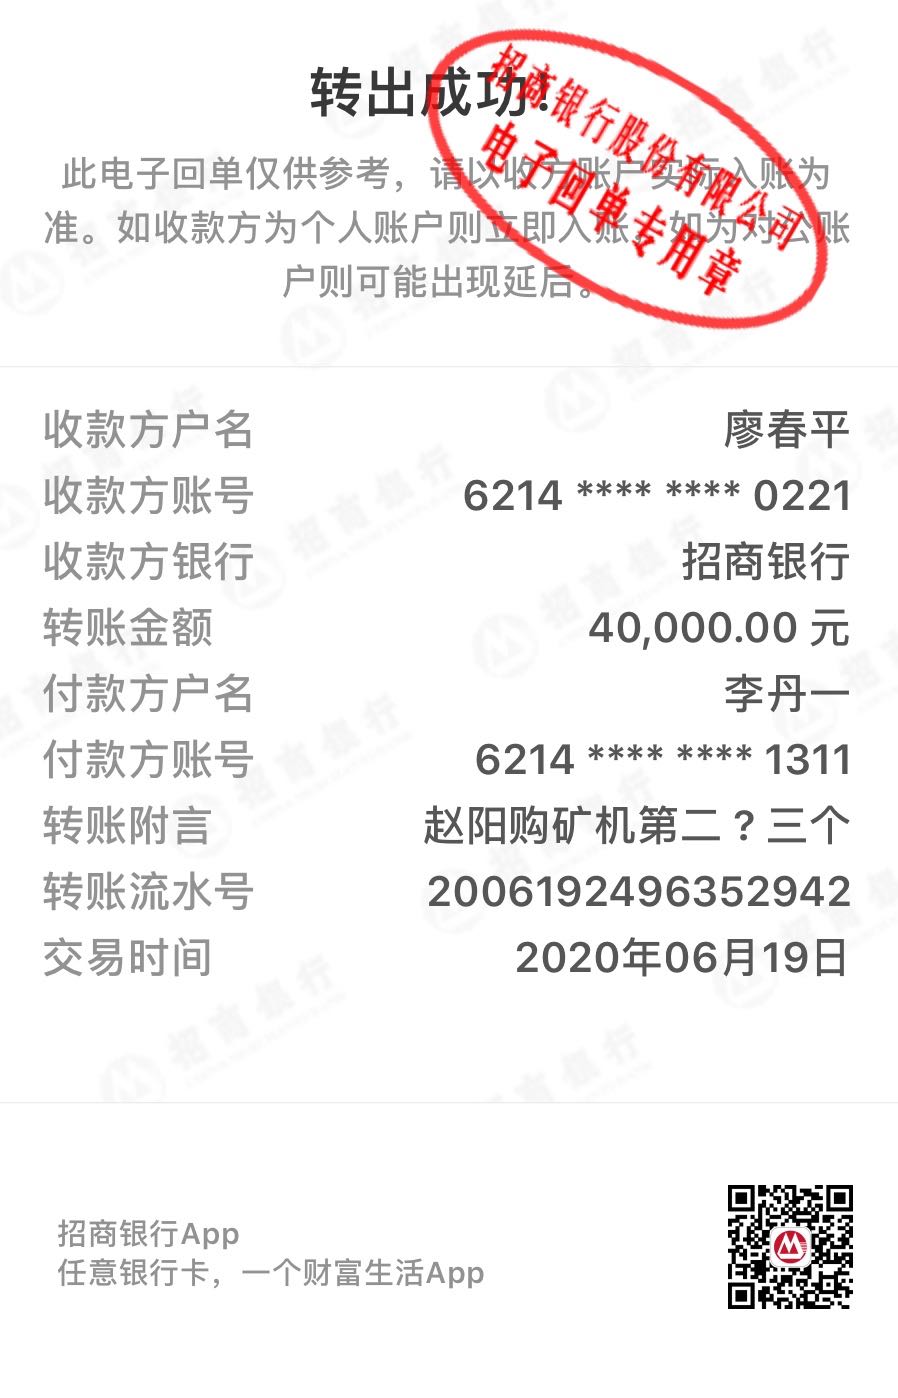 转出成功!
招商银行股份有限公司
电子回单专用章
此电子回单仅供参考，请以收方账户实际入账为
准。如收款方为个人账户则立即入账，如为对公账
户则可能出现延后。
收款方户名 廖春平
收款方账号 6214 **** **** 0221
收款方银行 招商银行
转账金额 40,000.00 元
付款方户名 李丹一
付款方账号 6214 **** **** 1311
转账附言 赵阳购矿机第二？三个
转账流水号 2006192496352942
交易时间 2020年06月19日
招商银行App
任意银行卡，一个财富生活App